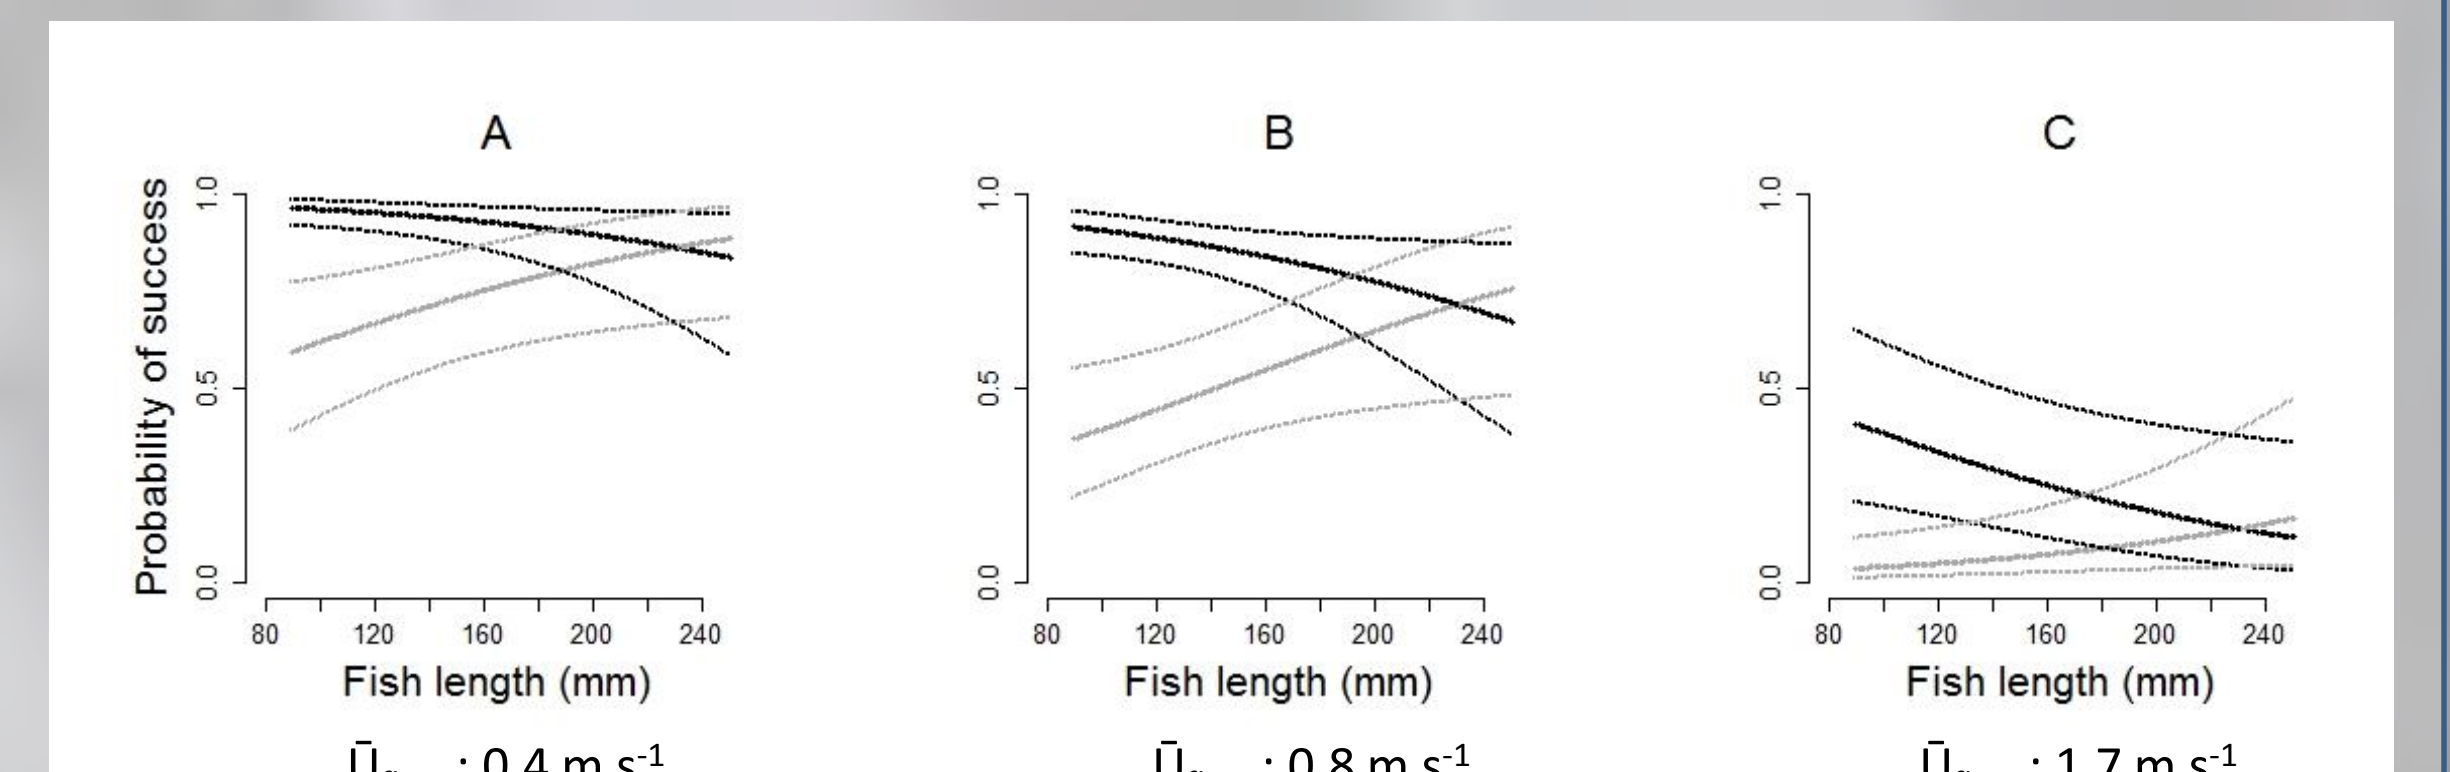 A B C
Probability of success
1.0 1.0 1.0
0.5 0.5 0.5
0.0 0.0 0.0
80 120 160 200 240 80 120 160 200 240 80 120 160 200 240
Fish length (mm) Fish length (mm) Fish length (mm)
: 0.4 m s-1 : 0.8 m s-1 : 1.7 m s-1